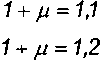 1 + μ = 1,1
1 + μ = 1,2